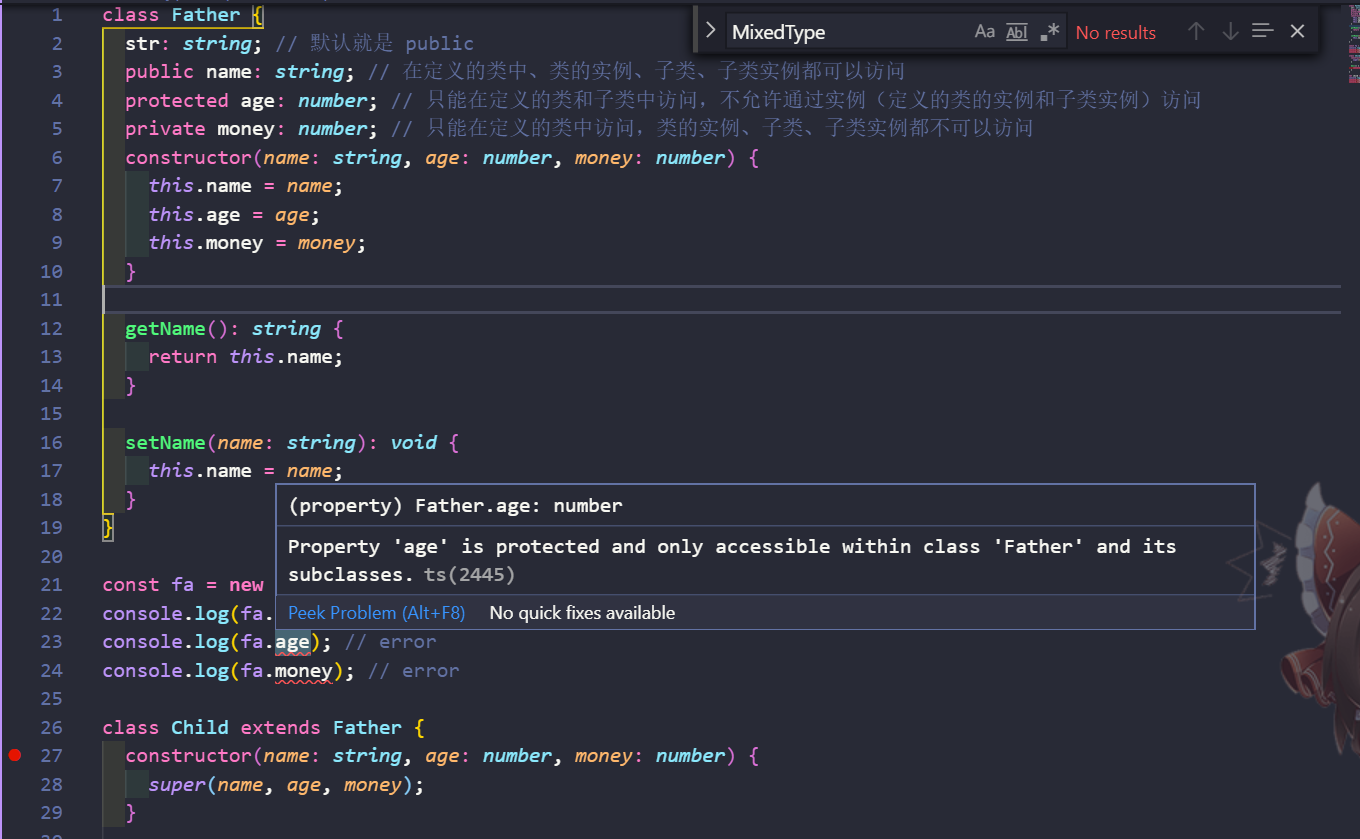 1 class Father {
MixedType Aa Abl .* No results
2 str: string; // 默认就是 public
3 public name: string; // 在定义的类中、类的实例、子类、子类实例都可以访问
4 protected age: number; // 只能在定义的类和子类中访问，不允许通过实例（定义的类的实例和子类实例）访问
5 private money: number; // 只能在定义的类中访问，类的实例、子类、子类实例都不可以访问
6 constructor(name: string, age: number, money: number) {
7 this.name = name;
8 this.age = age;
9 this.money = money;
10 }
11
12 getName(): string {
13 return this.name;
14 }
15
16 setName(name: string): void {
17 this.name = name;
18 }
(property) Father.age: number
19 }
Property 'age' is protected and only accessible within class 'Father' and its
20
subclasses. ts(2445)
21 const fa = new
22 console.log(fa.
Peek Problem (Alt+F8) No quick fixes available
23 console.log(fa.age); // error
24 console.log(fa.money); // error
25
26 class Child extends Father {
27 constructor(name: string, age: number, money: number) {
28 super(name, age, money);
29 }